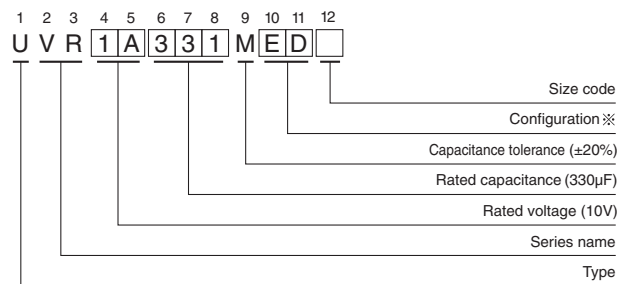 1 2 3 4 5 6 7 8 9 10 11 12
U V R 1 A 3 3 1 M E D
Size code
Configuration※
Capacitance tolerance (±20%)
Rated capacitance (330µF)
Rated voltage (10V)
Series name
Type